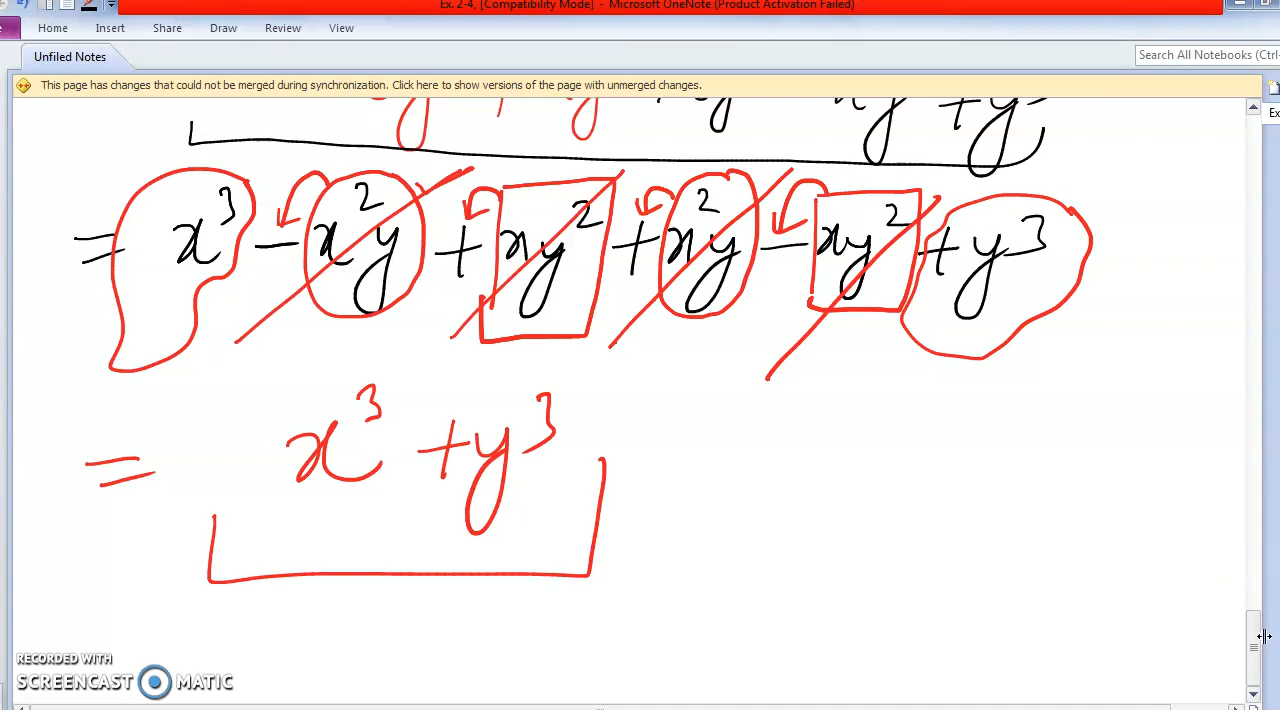 Ex. 2-4, [Compatibility Mode] - Microsoft OneNote (Product Activation Failed)
Home Insert Share Draw Review View
Unfiled Notes
Search All Notebooks (Ctrl+
This page has changes that could not be merged during synchronization. Click here to show versions of the page with unmerged changes.
Ex
+y³
= x³ - x²y + xy² + x²y - xy² + y³
= x³ + y³
RECORDED WITH
SCREENCAST MATIC